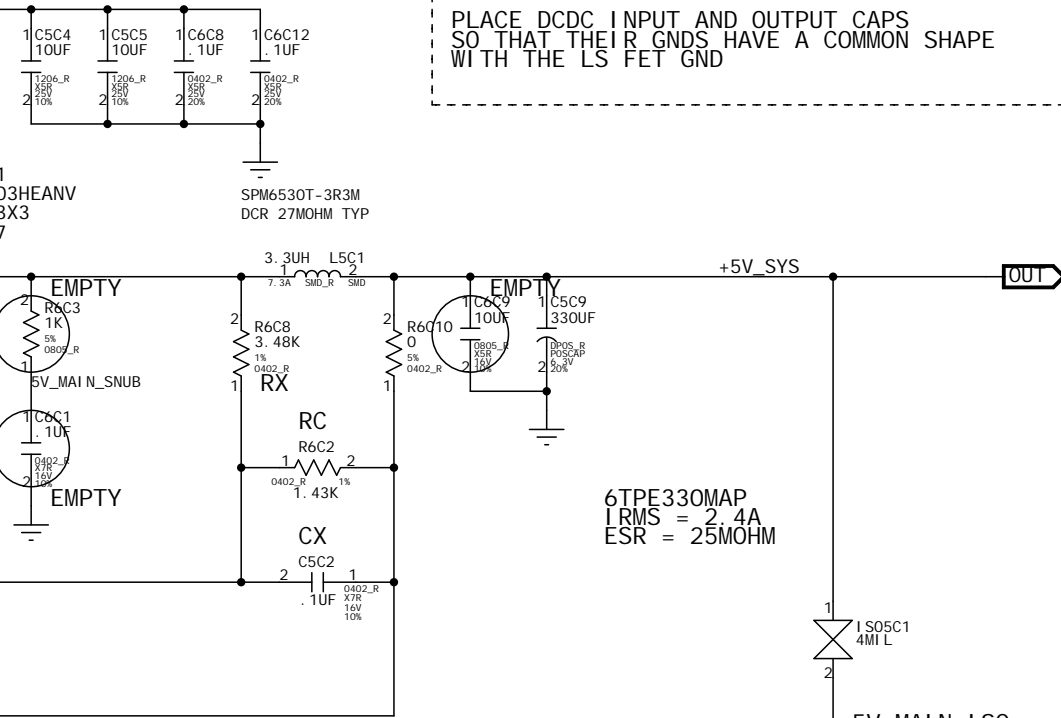 PLACE DCDC INPUT AND OUTPUT CAPS
SO THAT THEIR GNDS HAVE A COMMON SHAPE
WITH THE LS FET GND
1 C5C4
10UF
1206_R
X5R
25V
10%
2
1 C5C5
10UF
1206_R
X5R
25V
10%
2
1 C6C8
.1UF
0402_R
X5R
25V
20%
2
1 C6C12
.1UF
0402_R
X5R
25V
20%
2
03HEANV
3X3
SPM6530T-3R3M
DCR 27MOHM TYP
3.3UH L5C1
1 2
7.3A SMD_R SMD
+5V_SYS
OUT
EMPTY
2
R6C3
1K
5%
0805_R
1
5V_MAIN_SNUB
1 C6C1
.1UF
0402_R
X7R
16V
10%
2
EMPTY
2
R6C8
3.48K
1%
0402_R
1
RX
2
R6C10
0
5%
0402_R
1
EMPTY
1 C6C9
10UF
0805_R
X5R
16V
10%
2
1 C5C9
330UF
DPOS_R
POSCAP
6.3V
20%
2
RC
R6C2
1 2
0402_R 1%
1.43K
CX
C5C2
2 1
.1UF
0402_R
X7R
16V
10%
6TPE330MAP
IRMS = 2.4A
ESR = 25MOHM
1
ISO5C1
4MIL
2